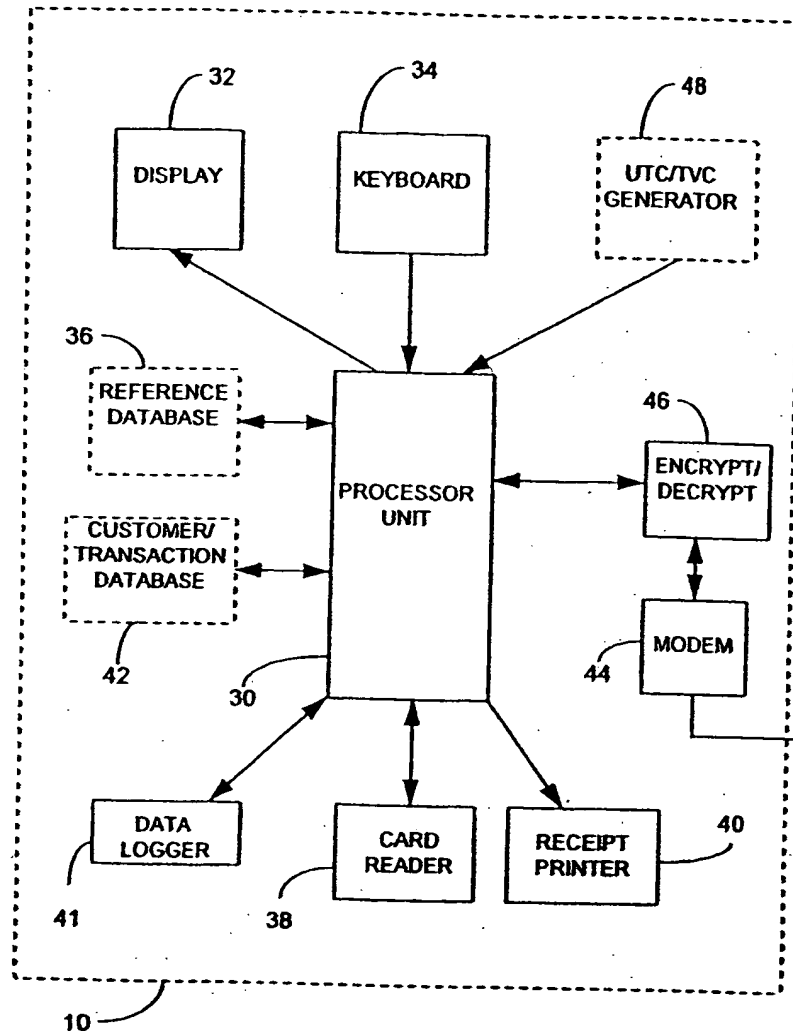 32
34
48
DISPLAY
KEYBOARD
UTC/TVC
GENERATOR
36
REFERENCE
DATABASE
46
ENCRYPT/
DECRYPT
PROCESSOR
UNIT
CUSTOMER/
TRANSACTION
DATABASE
42
30
44
MODEM
DATA
LOGGER
41
CARD
READER
38
RECEIPT
PRINTER
40
10